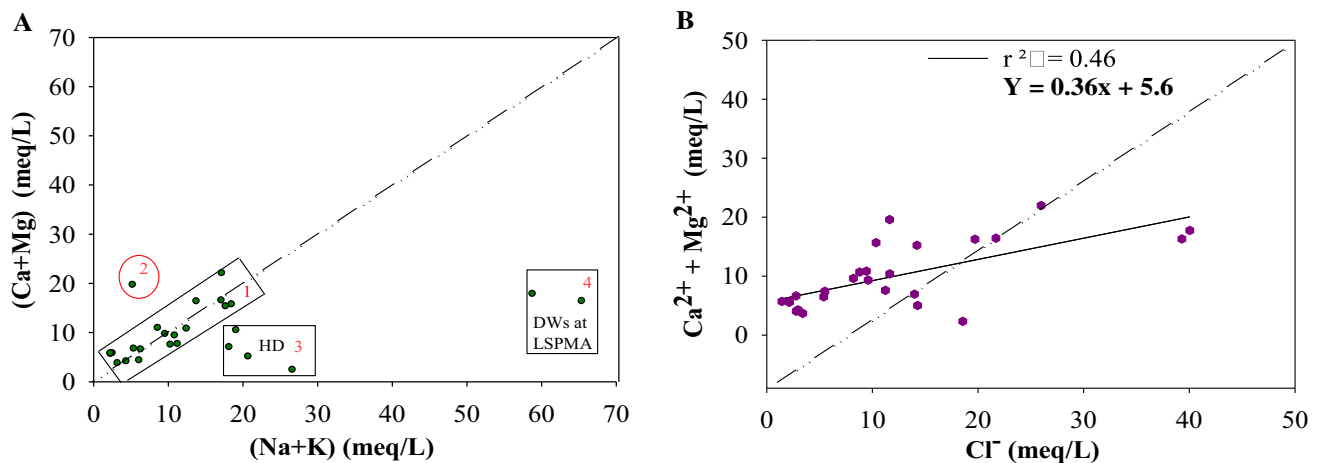 A
70
60
50
40
30
20
10
0
(Ca+Mg) (meq/L)
2
1
HD 3
4
DWs at
LSPMA
0 10 20 30 40 50 60 70
(Na+K) (meq/L)
B
50
40
30
20
10
0
Ca²⁺ + Mg²⁺ (meq/L)
r ²□= 0.46
Y = 0.36x + 5.6
0 10 20 30 40 50
Cl⁻ (meq/L)